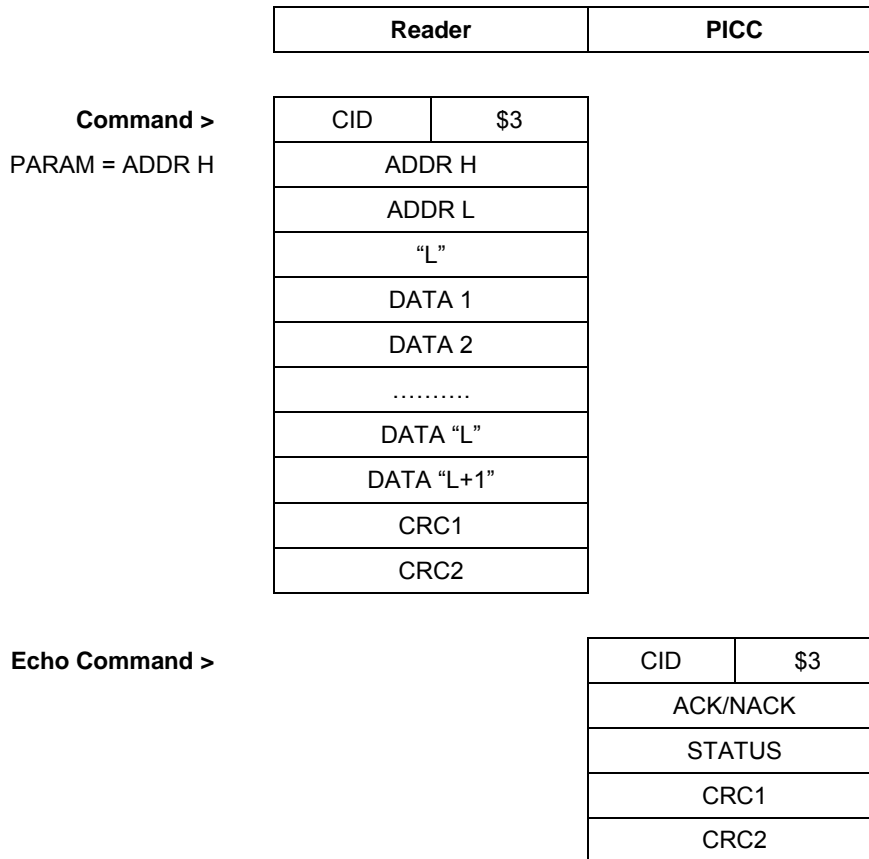 Reader PICC
Command > CID $3
PARAM = ADDR H ADDR H
ADDR L
“L”
DATA 1
DATA 2
……….
DATA “L”
DATA “L+1”
CRC1
CRC2
Echo Command > CID $3
ACK/NACK
STATUS
CRC1
CRC2